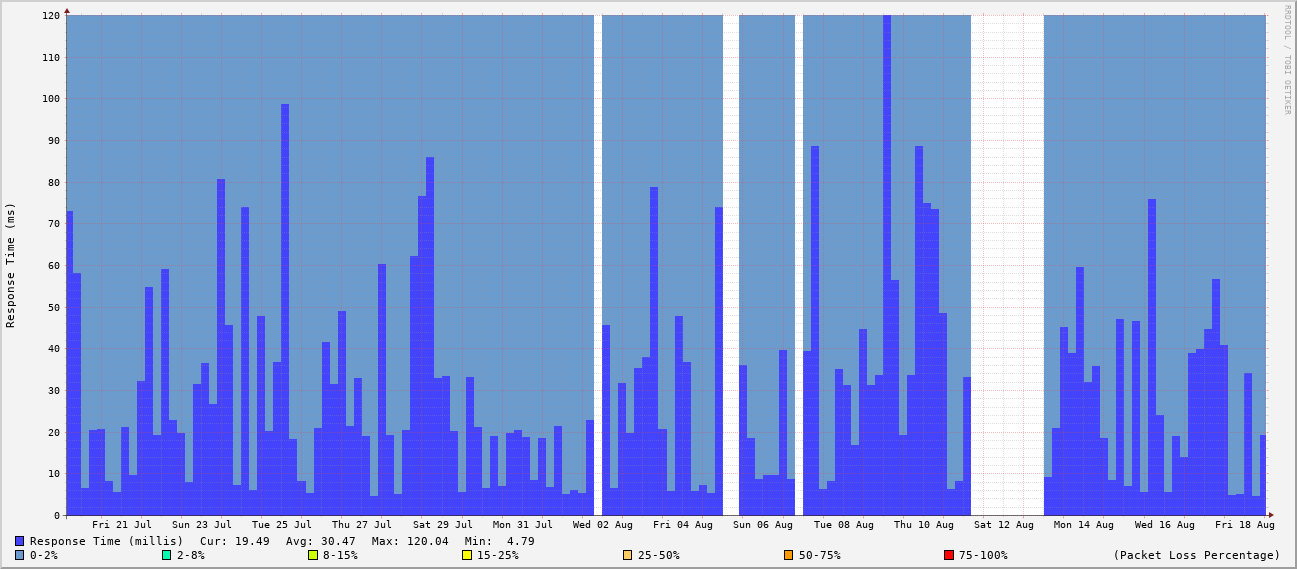 120
110
100
90
80
70
60
50
40
30
20
10
0
Response Time (ms)
RRDTOOL / TOBI OETIKER
Fri 21 Jul Sun 23 Jul Tue 25 Jul Thu 27 Jul Sat 29 Jul Mon 31 Jul Wed 02 Aug Fri 04 Aug Sun 06 Aug Tue 08 Aug Thu 10 Aug Sat 12 Aug Mon 14 Aug Wed 16 Aug Fri 18 Aug
Response Time (millis) Cur: 19.49 Avg: 30.47 Max: 120.04 Min: 4.79
0-2% 2-8% 8-15% 15-25% 25-50% 50-75% 75-100% (Packet Loss Percentage)